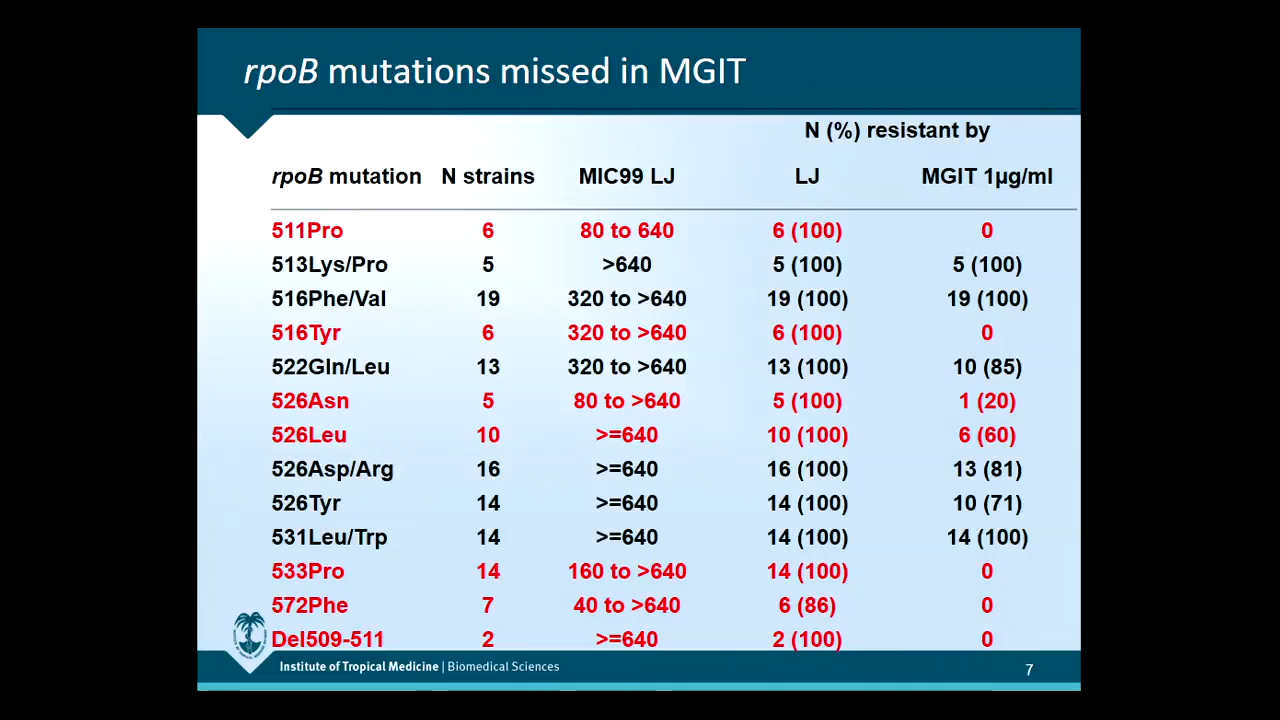 rpoB mutations missed in MGIT
N (%) resistant by
rpoB mutation N strains MIC99 LJ LJ MGIT 1µg/ml
511Pro 6 80 to 640 6 (100) 0
513Lys/Pro 5 >640 5 (100) 5 (100)
516Phe/Val 19 320 to >640 19 (100) 19 (100)
516Tyr 6 320 to >640 6 (100) 0
522Gln/Leu 13 320 to >640 13 (100) 10 (85)
526Asn 5 80 to >640 5 (100) 1 (20)
526Leu 10 >=640 10 (100) 6 (60)
526Asp/Arg 16 >=640 16 (100) 13 (81)
526Tyr 14 >=640 14 (100) 10 (71)
531Leu/Trp 14 >=640 14 (100) 14 (100)
533Pro 14 160 to >640 14 (100) 0
572Phe 7 40 to >640 6 (86) 0
Del509-511 2 >=640 2 (100) 0
Institute of Tropical Medicine | Biomedical Sciences
7